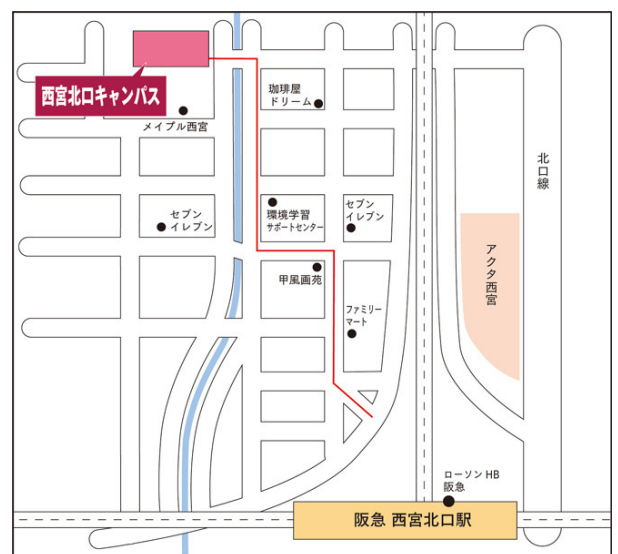 西宮北口キャンパス
メイプル西宮
珈琲屋
ドリーム
セブン
イレブン
環境学習
サポートセンター
セブン
イレブン
甲風画苑
ファミリー
マート
北口線
アクタ西宮
ローソン HB
阪急
阪急 西宮北口駅